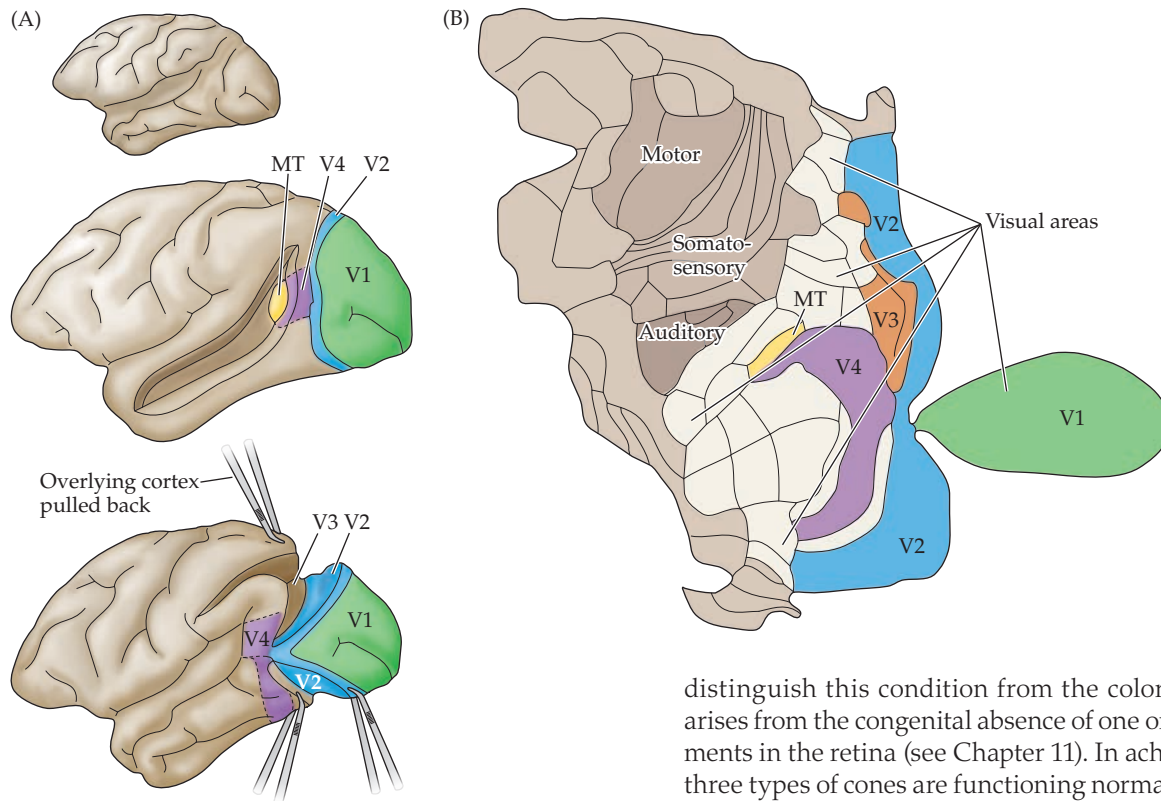 (A)
MT V4 V2
V1
Overlying cortex
pulled back
V3 V2
V1
V4
V2
(B)
Motor
Somato-
sensory
Auditory
MT
V2
V3
V4
V2
V1
Visual areas
distinguish this condition from the color
arises from the congenital absence of one o
ments in the retina (see Chapter 11). In ach
three types of cones are functioning norma